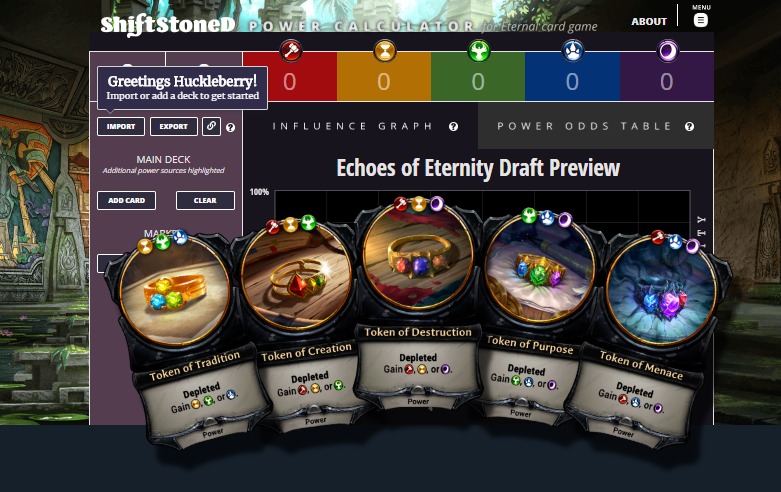 ShiftStoneD POWER CALCULATOR for Eternal card game
ABOUT
MENU
0 0 0 0 0
Greetings Huckleberry!
Import or add a deck to get started
IMPORT EXPORT ?
INFLUENCE GRAPH ?
POWER ODDS TABLE ?
MAIN DECK
Additional power sources highlighted
ADD CARD CLEAR
Echoes of Eternity Draft Preview
100%
Token of Tradition
Depleted
Gain , , or .
Power
Token of Creation
Depleted
Gain , , or .
Power
Token of Destruction
Depleted
Gain , , or .
Power
Token of Purpose
Depleted
Gain , , or .
Power
Token of Menace
Depleted
Gain , , or .
Power